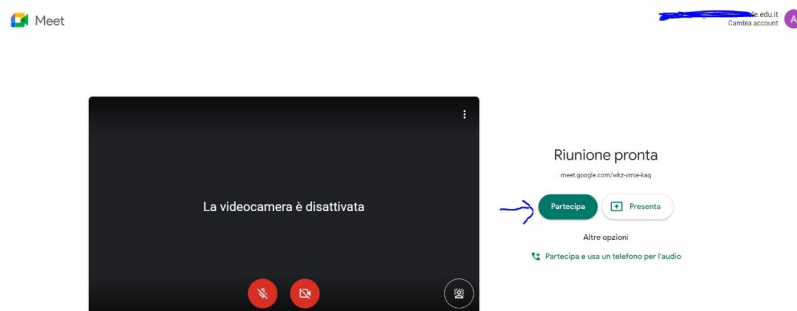 Meet
le.edu.it
Cambia account
A
La videocamera è disattivata
Riunione pronta
meet.google.com/wkz-vmie-kaq
Partecipa
Presenta
Altre opzioni
Partecipa e usa un telefono per l'audio